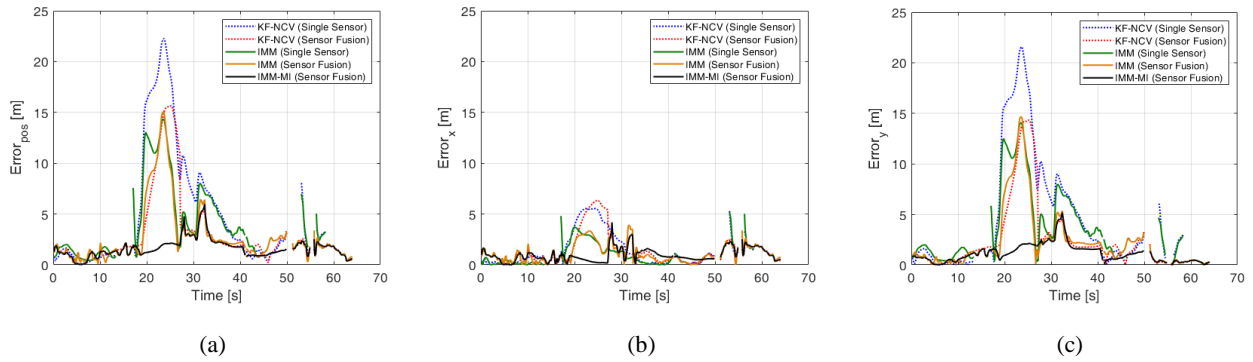 25
20
15
10
5
0
Error_pos [m]
KF-NCV (Single Sensor)
KF-NCV (Sensor Fusion)
IMM (Single Sensor)
IMM (Sensor Fusion)
IMM-MI (Sensor Fusion)
0 10 20 30 40 50 60 70
Time [s]
(a)
25
20
15
10
5
0
Error_x [m]
KF-NCV (Single Sensor)
KF-NCV (Sensor Fusion)
IMM (Single Sensor)
IMM (Sensor Fusion)
IMM-MI (Sensor Fusion)
0 10 20 30 40 50 60 70
Time [s]
(b)
25
20
15
10
5
0
Error_y [m]
KF-NCV (Single Sensor)
KF-NCV (Sensor Fusion)
IMM (Single Sensor)
IMM (Sensor Fusion)
IMM-MI (Sensor Fusion)
0 10 20 30 40 50 60 70
Time [s]
(c)